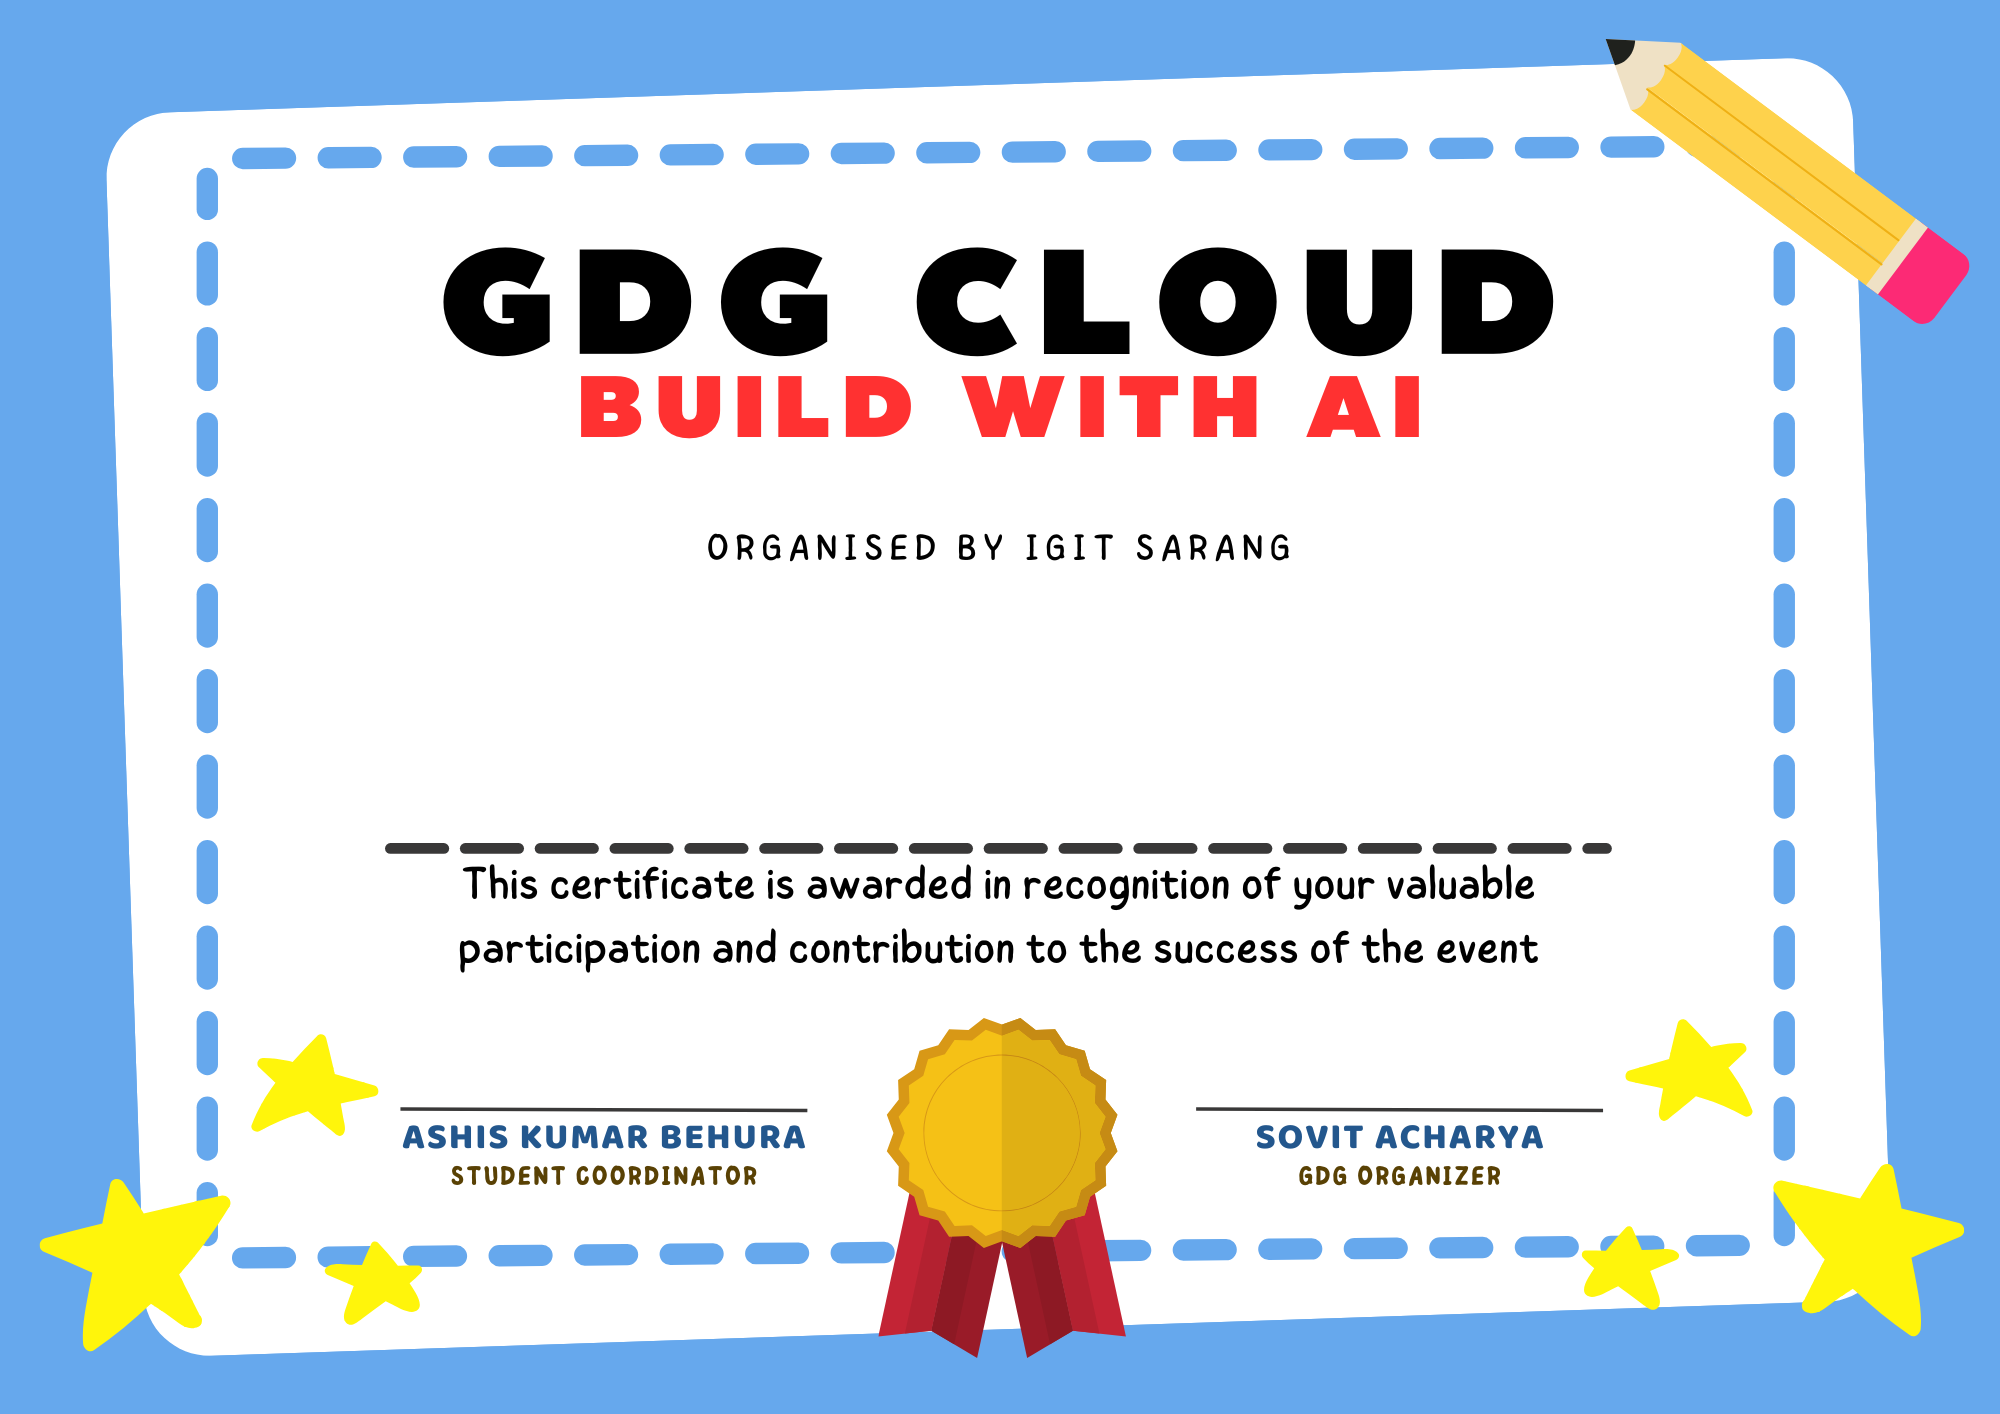 GDG CLOUD
BUILD WITH AI
ORGANISED BY IGIT SARANG
This certificate is awarded in recognition of your valuable
participation and contribution to the success of the event
ASHIS KUMAR BEHURA
STUDENT COORDINATOR
SOVIT ACHARYA
GDG ORGANIZER